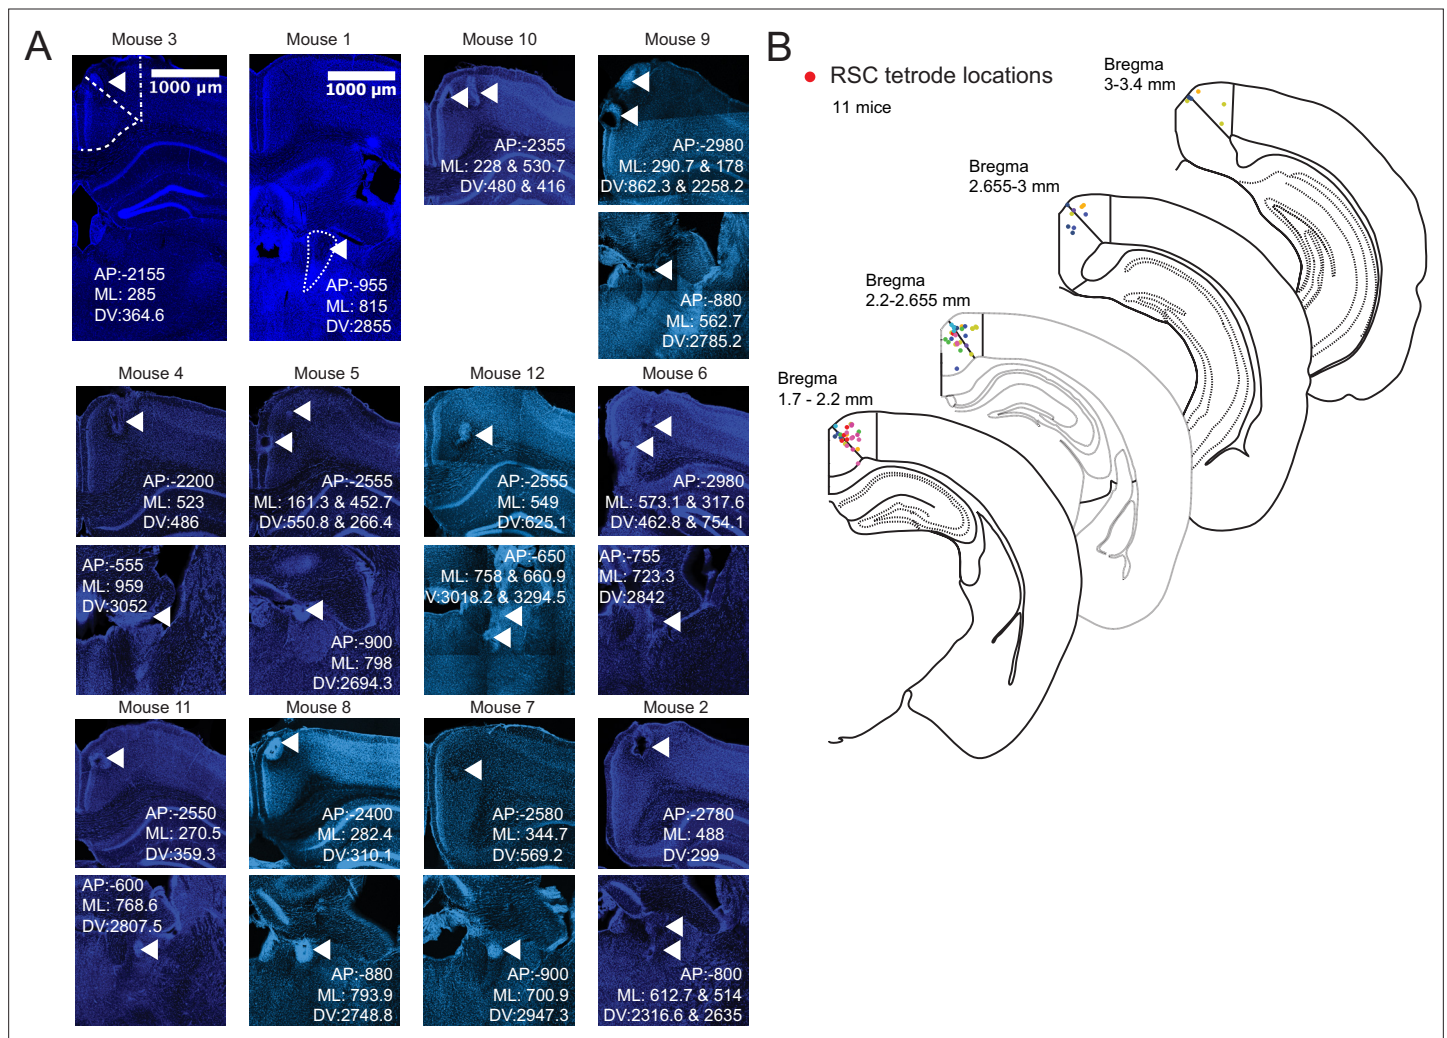 A
Mouse 3
1000 µm
AP:-2155
ML: 285
DV:364.6
Mouse 1
1000 µm
AP:-955
ML: 815
DV:2855
Mouse 10
AP:-2355
ML: 228 & 530.7
DV:480 & 416
Mouse 9
AP:-2980
ML: 290.7 & 178
DV:862.3 & 2258.2
AP:-880
ML: 562.7
DV:2785.2
Mouse 4
AP:-2200
ML: 523
DV:486
AP:-555
ML: 959
DV:3052
Mouse 5
AP:-2555
ML: 161.3 & 452.7
DV:550.8 & 266.4
AP:-900
ML: 798
DV:2694.3
Mouse 12
AP:-2555
ML: 549
DV:625.1
AP:-650
ML: 758 & 660.9
DV:3018.2 & 3294.5
Mouse 6
AP:-2980
ML: 573.1 & 317.6
DV:462.8 & 754.1
AP:-755
ML: 723.3
DV:2842
Mouse 11
AP:-2550
ML: 270.5
DV:359.3
AP:-600
ML: 768.6
DV:2807.5
Mouse 8
AP:-2400
ML: 282.4
DV:310.1
AP:-880
ML: 793.9
DV:2748.8
Mouse 7
AP:-2580
ML: 344.7
DV:569.2
AP:-900
ML: 700.9
DV:2947.3
Mouse 2
AP:-2780
ML: 488
DV:299
AP:-800
ML: 612.7 & 514
DV:2316.6 & 2635
B
RSC tetrode locations
11 mice
Bregma
3-3.4 mm
Bregma
2.655-3 mm
Bregma
2.2-2.655 mm
Bregma
1.7 - 2.2 mm